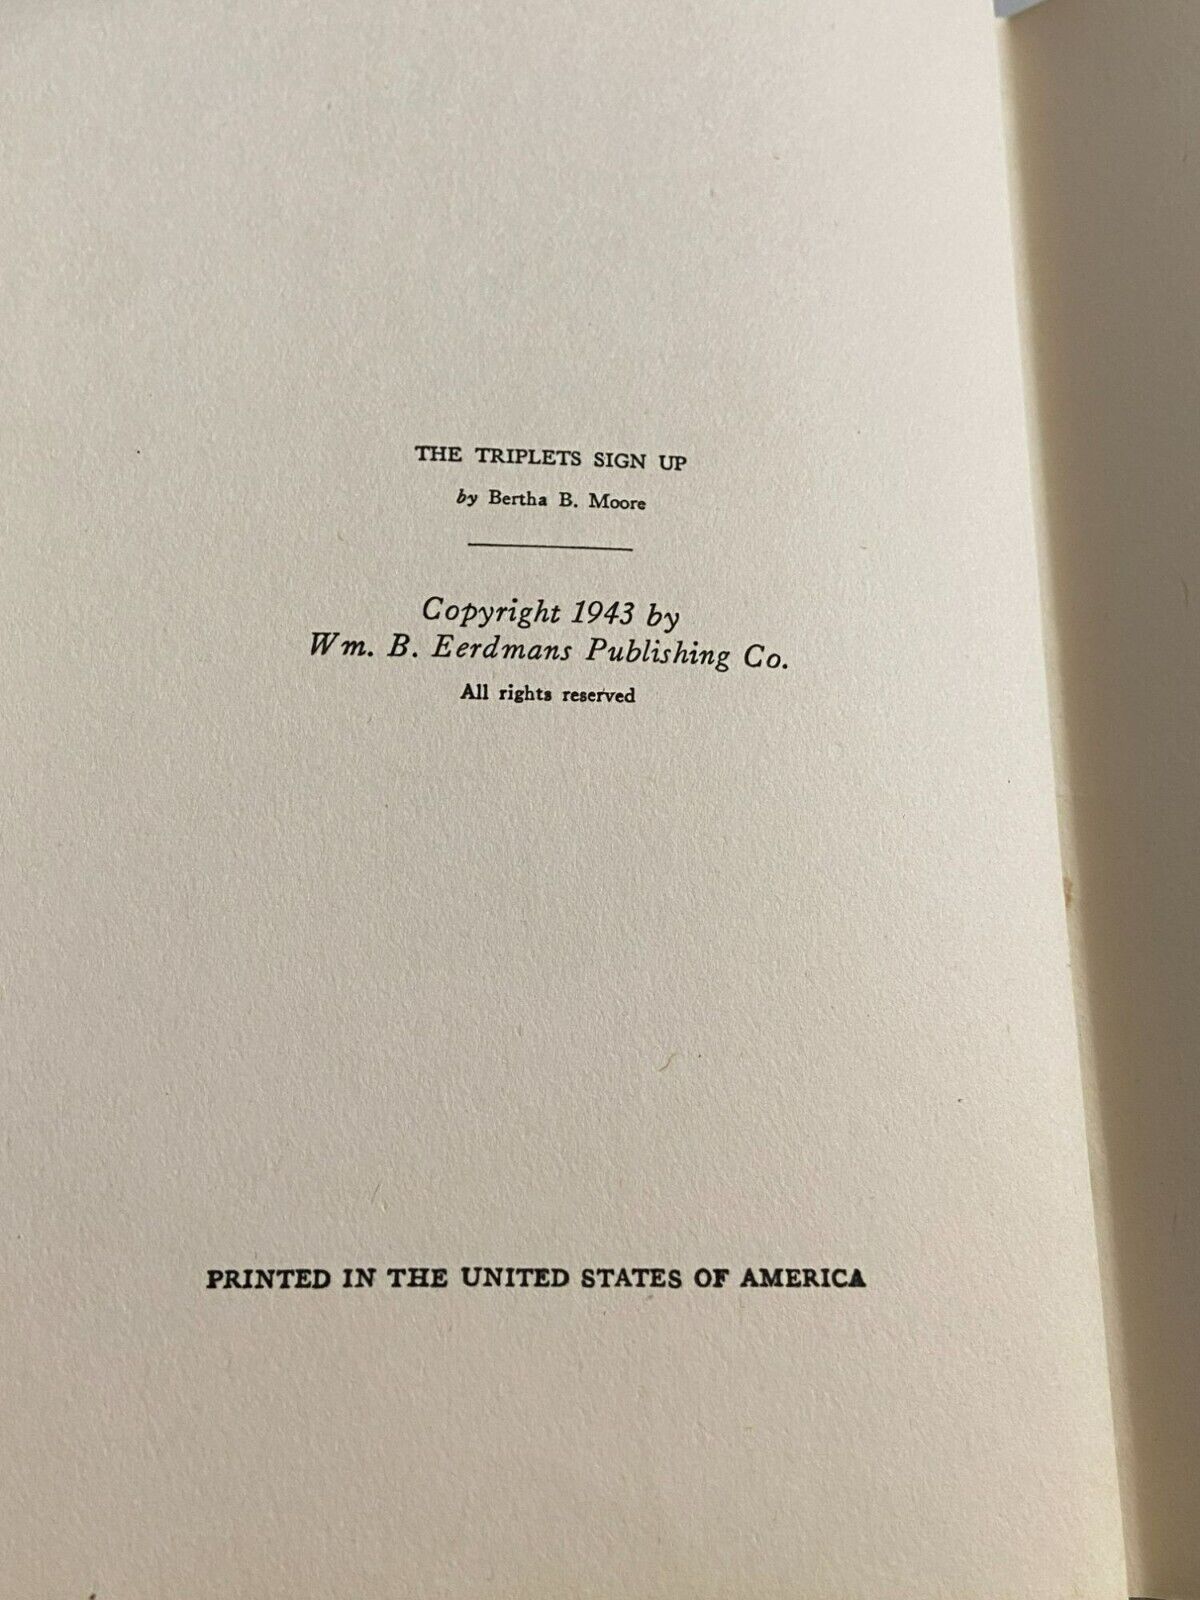 THE TRIPLETS SIGN UP
by Bertha B. Moore
Copyright 1943 by
Wm. B. Eerdmans Publishing Co.
All rights reserved
PRINTED IN THE UNITED STATES OF AMERICA